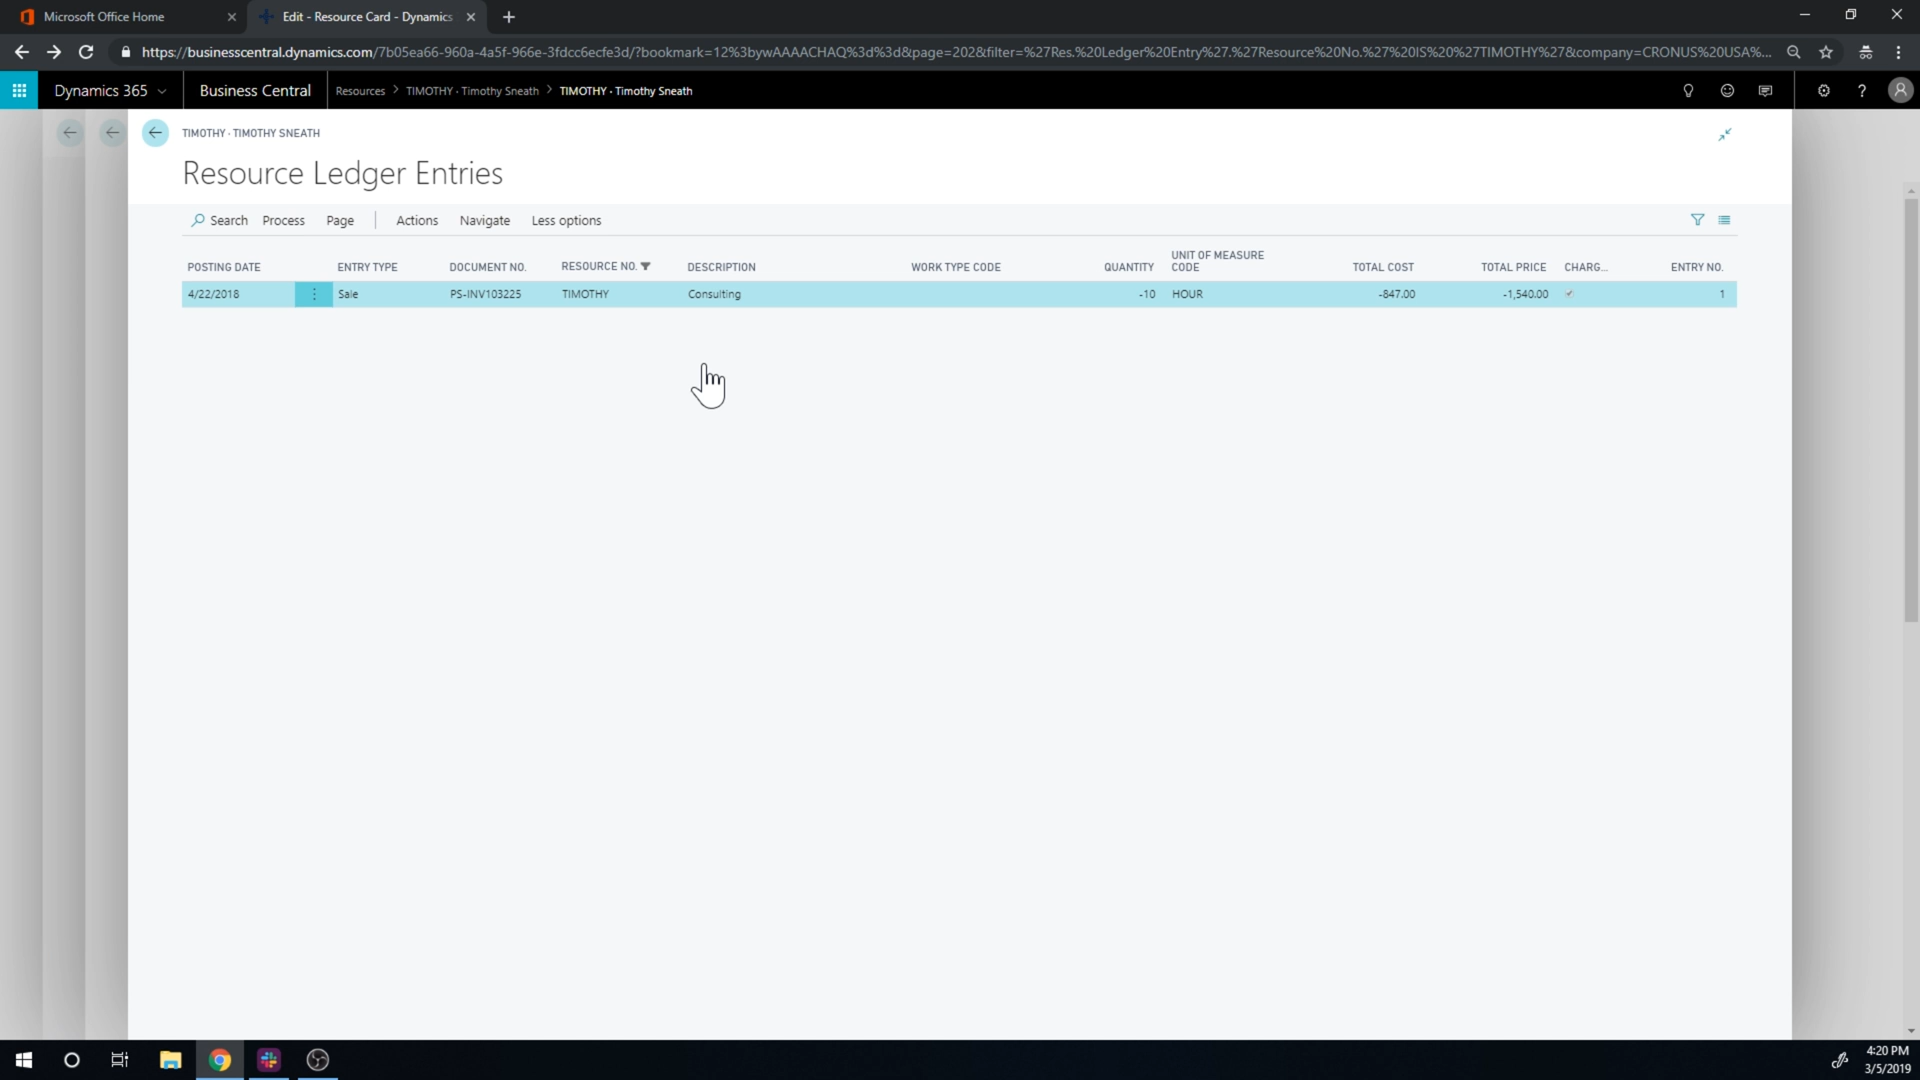 Microsoft Office Home
Edit - Resource Card - Dynamics
https://businesscentral.dynamics.com/7b05ea66-960a-4a5f-966e-3fdcc6ecfe3d/?bookmark=12%3bywAAAACHAQ%3d%3d&page=202&filter=%27Res.%20Ledger%20Entry%27.%27Resource%20No.%27%20IS%20%27TIMOTHY%27&company=CRONUS%20USA%...
Dynamics 365
Business Central
Resources > TIMOTHY · Timothy Sneath > TIMOTHY · Timothy Sneath
?
TIMOTHY · TIMOTHY SNEATH
Resource Ledger Entries
Search Process Page | Actions Navigate Less options
POSTING DATE ENTRY TYPE DOCUMENT NO. RESOURCE NO. DESCRIPTION WORK TYPE CODE QUANTITY UNIT OF MEASURE CODE TOTAL COST TOTAL PRICE CHARG... ENTRY NO.
4/22/2018 Sale PS-INV103225 TIMOTHY Consulting -10 HOUR -847.00 -1,540.00 1
4:20 PM
3/5/2019